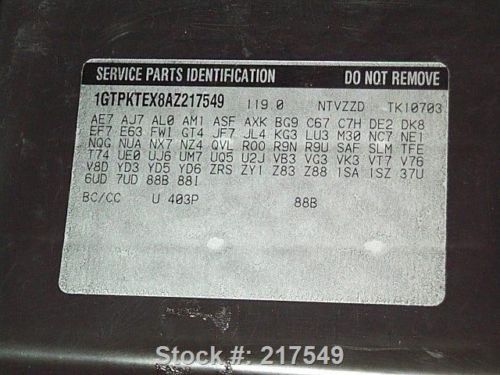 SERVICE PARTS IDENTIFICATION DO NOT REMOVE
1GTPKTEX8AZ217549 119.0 NTVZZD TK10703
AE7 AJ7 AL0 AM1 ASF AXK BG9 C67 C7H DE2 DK8
EF7 E63 FW1 GT4 JF7 JL4 KG3 LU3 M30 NC7 NE1
NQG NUA NX7 NZ4 QVL R00 R9N R9U SAF SLM TFE
T74 UE0 UJ6 UM7 UQ5 U2J VB3 VG3 VK3 VT7 V76
V8D YD3 YD5 YD6 ZRS ZY1 Z83 Z88 1SA 1SZ 37U
6UD 7UD 88B 88I
BC/CC U 403P 88B
Stock #: 217549